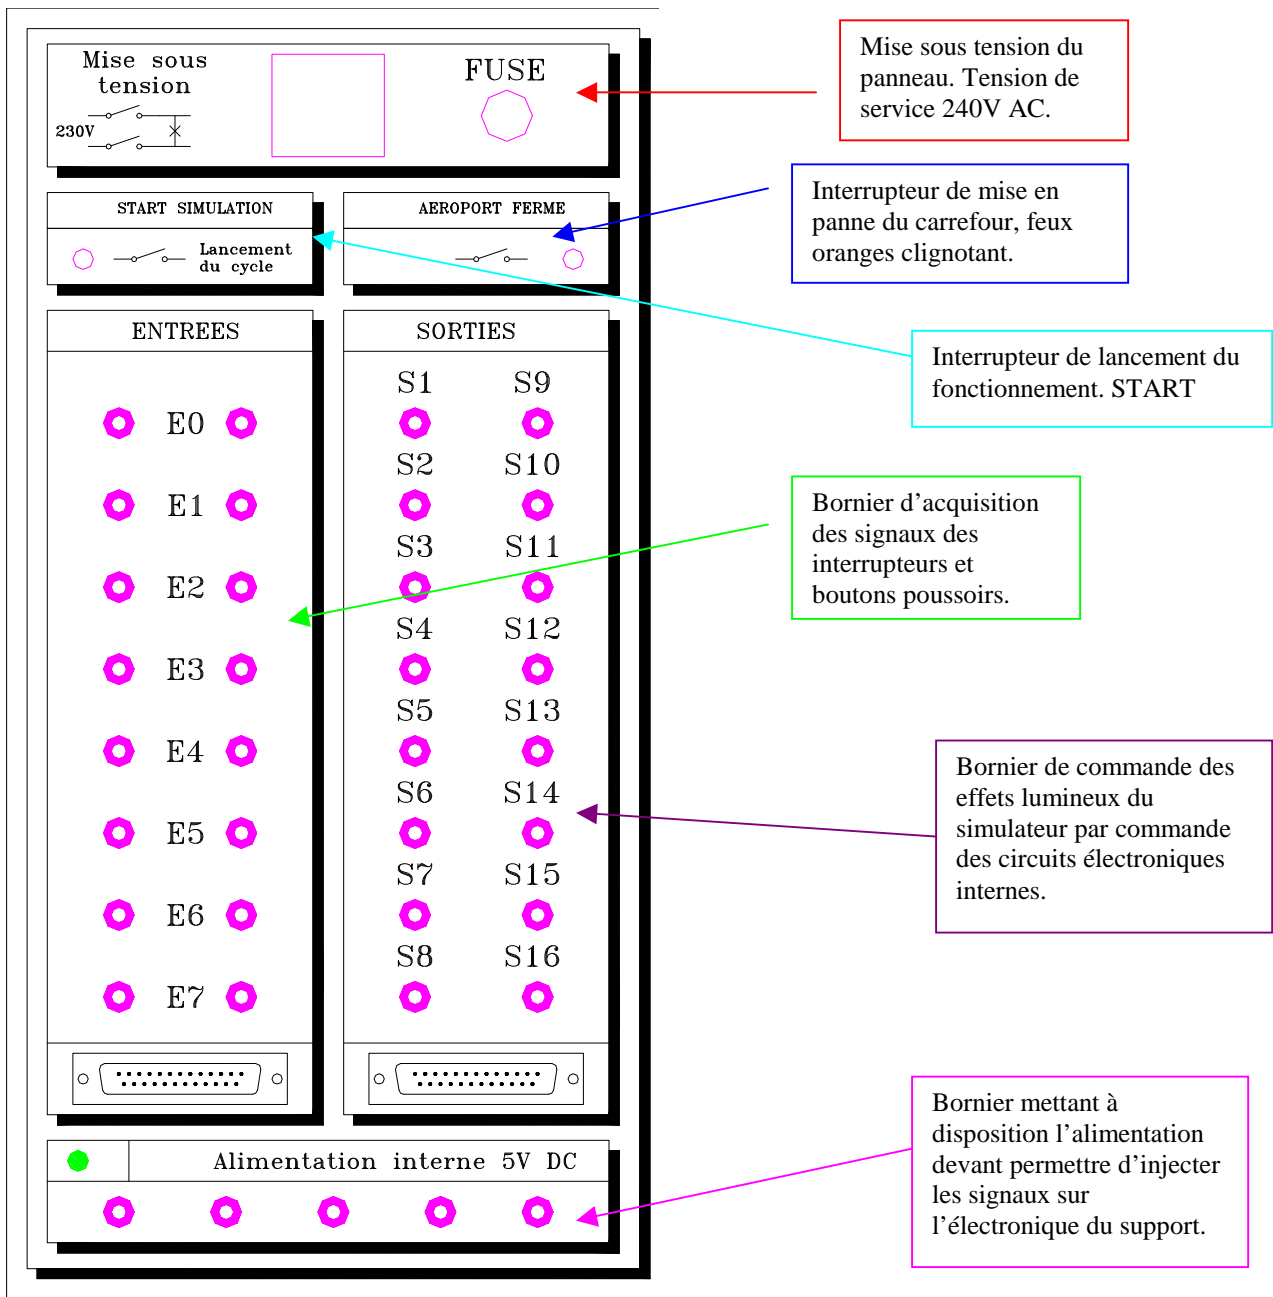 Mise sous
tension
230V
FUSE
START SIMULATION
Lancement
du cycle
AEROPORT FERME
ENTREES
E0
E1
E2
E3
E4
E5
E6
E7
SORTIES
S1 S9
S2 S10
S3 S11
S4 S12
S5 S13
S6 S14
S7 S15
S8 S16
Alimentation interne 5V DC
Mise sous tension du
panneau. Tension de
service 240V AC.
Interrupteur de mise en
panne du carrefour, feux
oranges clignotant.
Interrupteur de lancement du
fonctionnement. START
Bornier d’acquisition
des signaux des
interrupteurs et
boutons poussoirs.
Bornier de commande des
effets lumineux du
simulateur par commande
des circuits électroniques
internes.
Bornier mettant à
disposition l’alimentation
devant permettre d’injecter
les signaux sur
l’électronique du support.